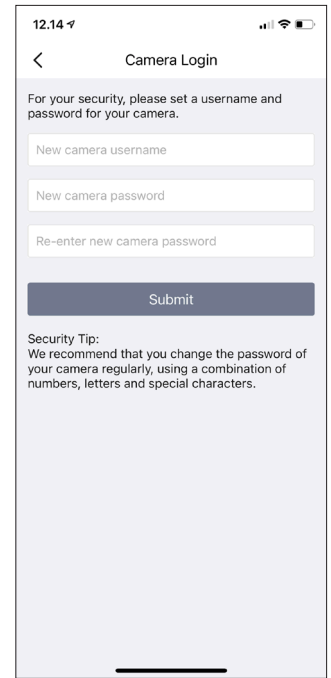 12.14
Camera Login
For your security, please set a username and
password for your camera.
New camera username
New camera password
Re-enter new camera password
Submit
Security Tip:
We recommend that you change the password of
your camera regularly, using a combination of
numbers, letters and special characters.